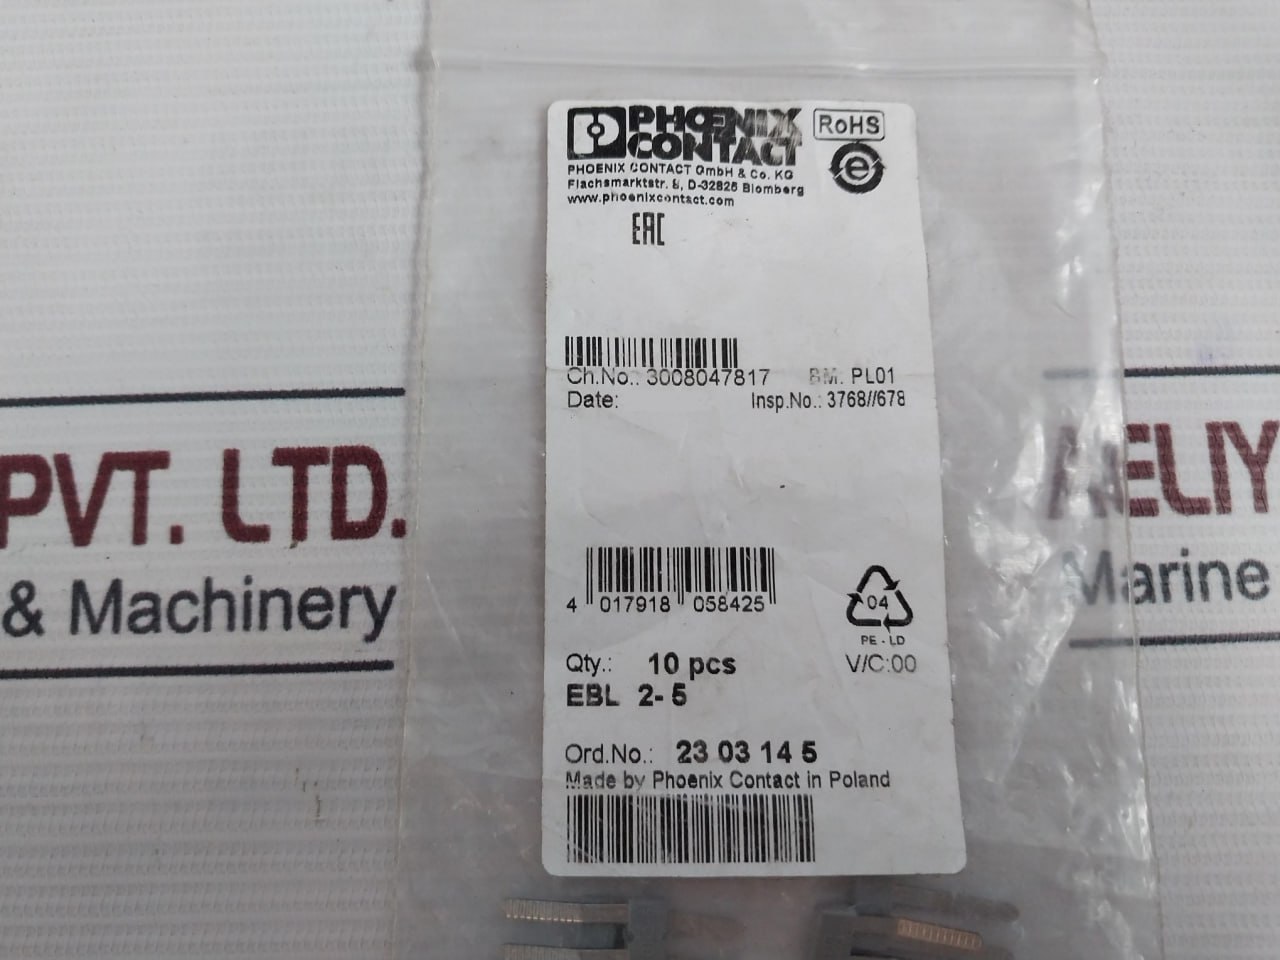 PHOENIX
CONTACT
RoHS
e
PHOENIX CONTACT GmbH & Co. KG
Flachsmarktstr. 8, D-32825 Blomberg
www.phoenixcontact.com
EAC
Ch.No.: 3008047817 BM. PL01
Date: Insp.No.: 3768//678
PVT. LTD.
& Machinery
AELIY
Marine
4 017918 058425
04
PE - LD
Qty.: 10 pcs V/C:00
EBL 2- 5
Ord.No.: 23 03 14 5
Made by Phoenix Contact in Poland